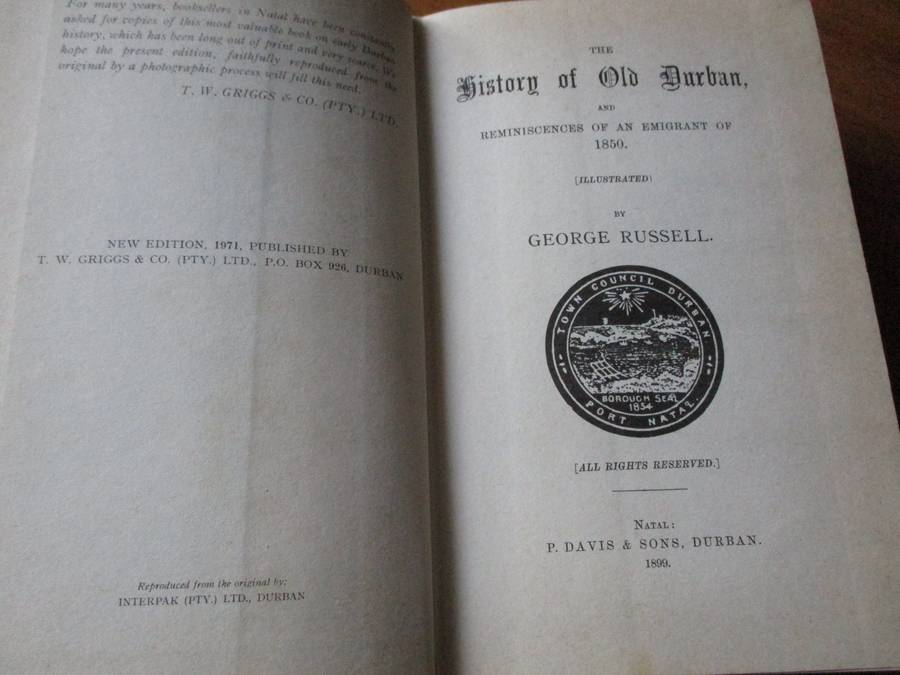 For many years, booksellers in Natal have been constantly
asked for copies of this most valuable book on early Durban
history, which has been long out of print and very scarce. We
hope the present edition, faithfully reproduced from the
original by a photographic process will fill this need.
T. W. GRIGGS & CO. (PTY.) LTD.
NEW EDITION, 1971, PUBLISHED BY
T. W. GRIGGS & CO. (PTY.) LTD., P.O. BOX 926, DURBAN
Reproduced from the original by:
INTERPAK (PTY.) LTD., DURBAN
THE
History of Old Durban,
AND
REMINISCENCES OF AN EMIGRANT OF
1850.
[ILLUSTRATED]
BY
GEORGE RUSSELL.
TOWN COUNCIL DURBAN
BOROUGH SEAL
1854
PORT NATAL.
[ALL RIGHTS RESERVED.]
NATAL:
P. DAVIS & SONS, DURBAN.
1899.